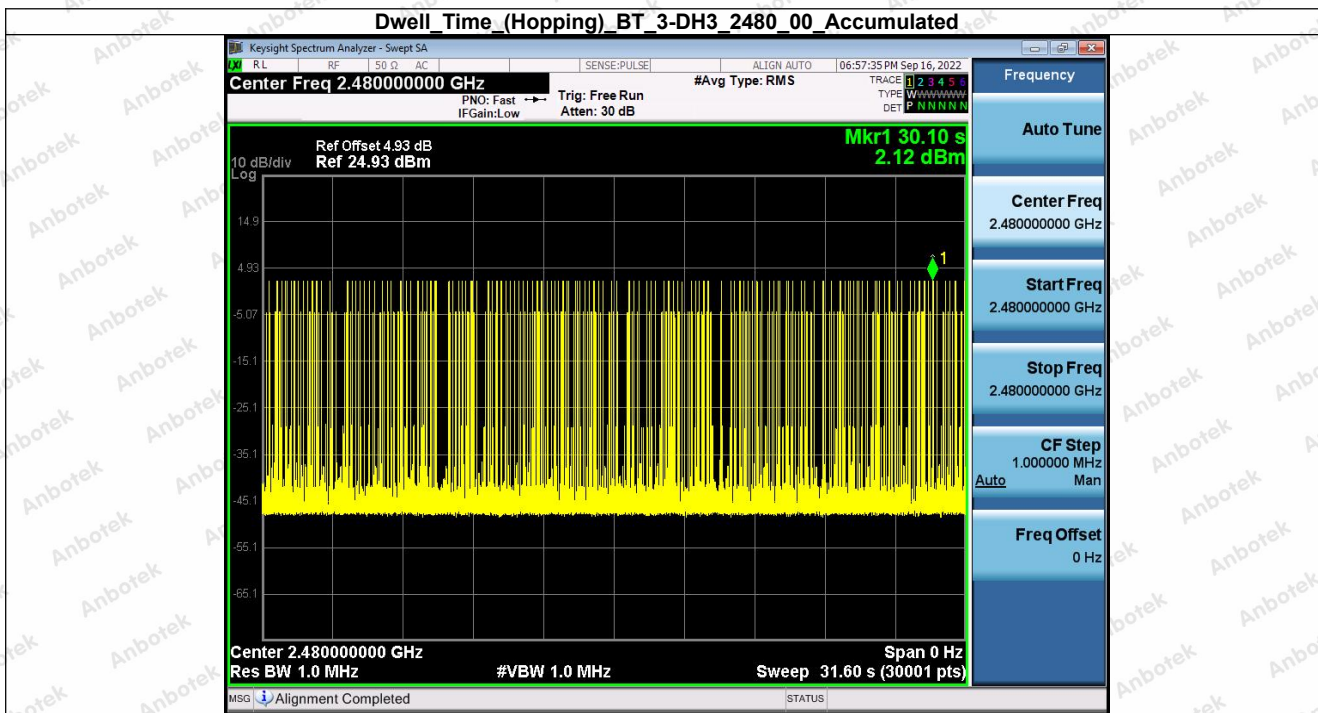 Dwell_Time_(Hopping)_BT_3-DH3_2480_00_Accumulated
Keysight Spectrum Analyzer - Swept SA
LXI RL RF 50 Ω AC SENSE:PULSE ALIGN AUTO 06:57:35 PM Sep 16, 2022
Center Freq 2.480000000 GHz
PNO: Fast
IFGain:Low
Trig: Free Run
Atten: 30 dB
#Avg Type: RMS
TRACE 1 2 3 4 5 6
TYPE WWWWWW
DET P N N N N N
Ref Offset 4.93 dB
10 dB/div Ref 24.93 dBm
Log
Mkr1 30.10 s
2.12 dBm
14.9
4.93
-5.07
-15.1
-25.1
-35.1
-45.1
-55.1
-65.1
1
Center 2.480000000 GHz Span 0 Hz
Res BW 1.0 MHz #VBW 1.0 MHz Sweep 31.60 s (30001 pts)
MSG Alignment Completed STATUS
Frequency
Auto Tune
Center Freq
2.480000000 GHz
Start Freq
2.480000000 GHz
Stop Freq
2.480000000 GHz
CF Step
1.000000 MHz
Auto Man
Freq Offset
0 Hz
Anbotek